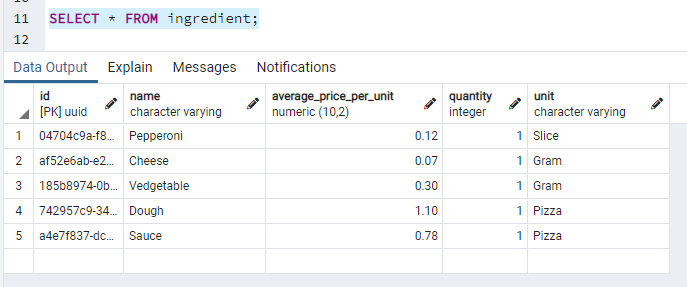 11 SELECT * FROM ingredient;
12
Data Output Explain Messages Notifications
id name average_price_per_unit quantity unit
[PK] uuid character varying numeric (10,2) integer character varying
1 04704c9a-f8... Pepperoni 0.12 1 Slice
2 af52e6ab-e2... Cheese 0.07 1 Gram
3 185b8974-0b... Vedgetable 0.30 1 Gram
4 742957c9-34... Dough 1.10 1 Pizza
5 a4e7f837-dc... Sauce 0.78 1 Pizza